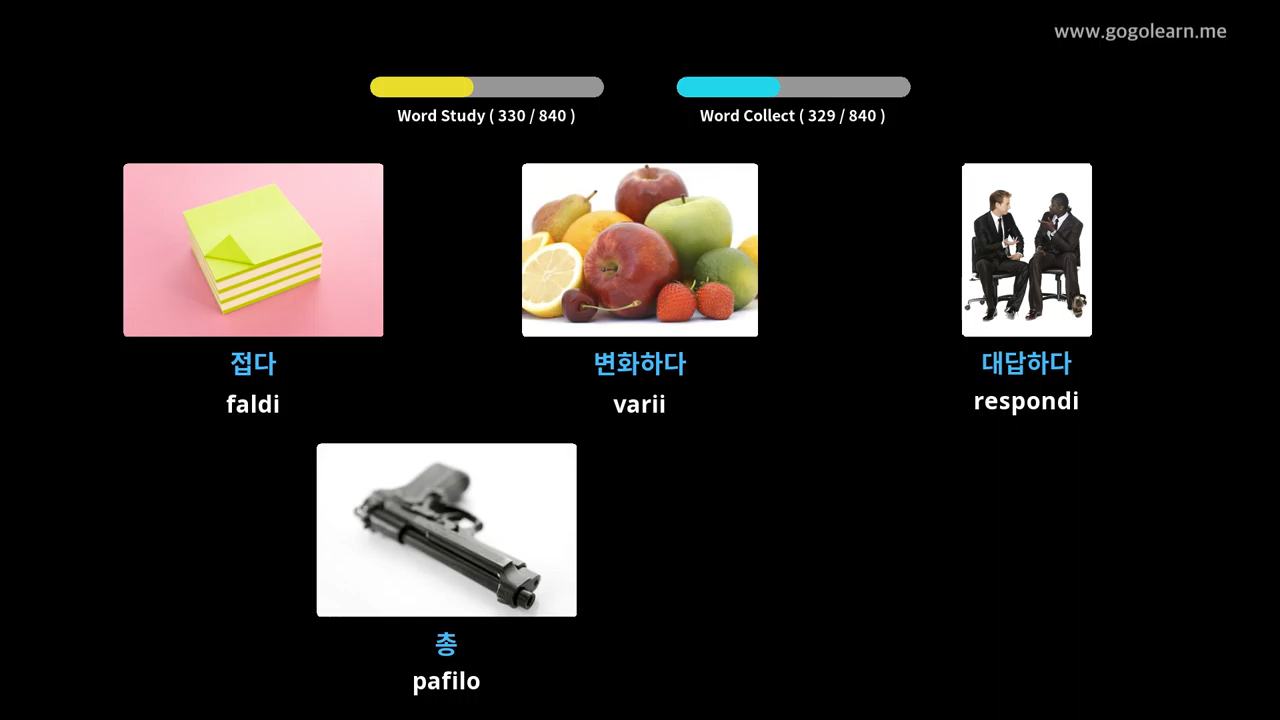 www.gogolearn.me
Word Study ( 330 / 840 )
Word Collect ( 329 / 840 )
접다
faldi
변화하다
varii
대답하다
respondi
총
pafilo